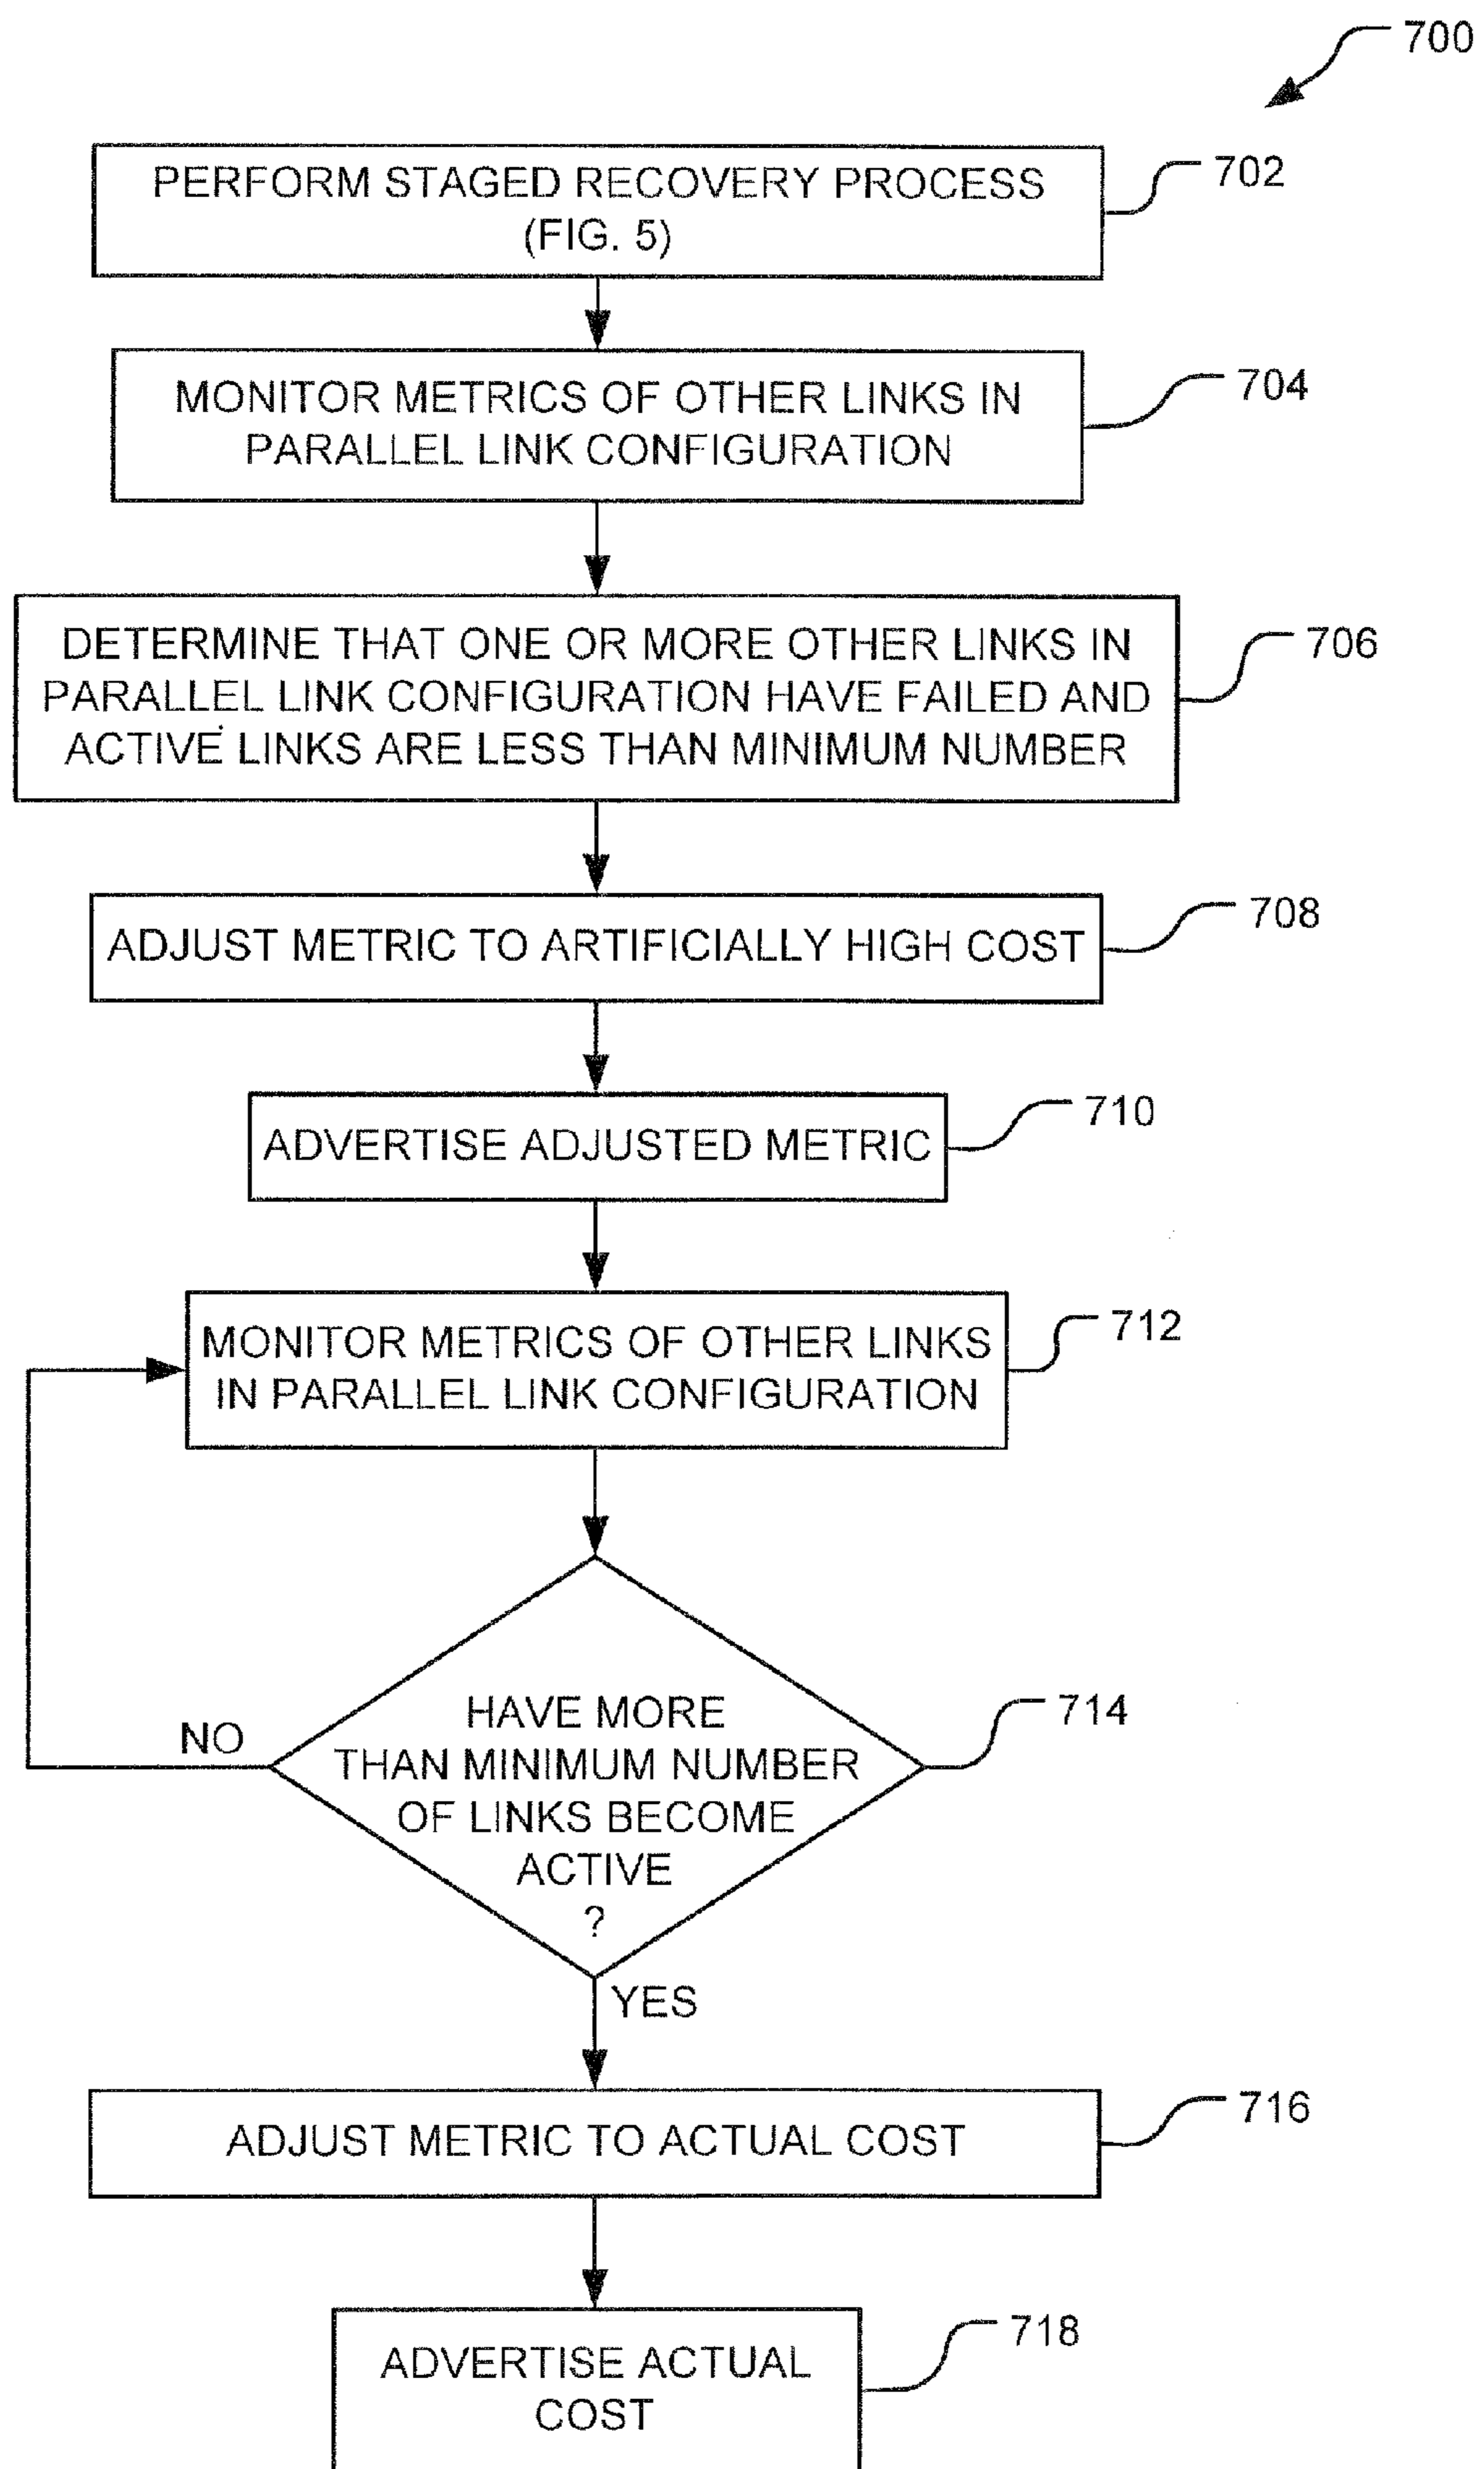 700
PERFORM STAGED RECOVERY PROCESS
(FIG. 5)
702
MONITOR METRICS OF OTHER LINKS IN
PARALLEL LINK CONFIGURATION
704
DETERMINE THAT ONE OR MORE OTHER LINKS IN
PARALLEL LINK CONFIGURATION HAVE FAILED AND
ACTIVE LINKS ARE LESS THAN MINIMUM NUMBER
706
ADJUST METRIC TO ARTIFICIALLY HIGH COST
708
ADVERTISE ADJUSTED METRIC
710
MONITOR METRICS OF OTHER LINKS
IN PARALLEL LINK CONFIGURATION
712
HAVE MORE
THAN MINIMUM NUMBER
OF LINKS BECOME
ACTIVE
?
714
NO
YES
ADJUST METRIC TO ACTUAL COST
716
ADVERTISE ACTUAL
COST
718